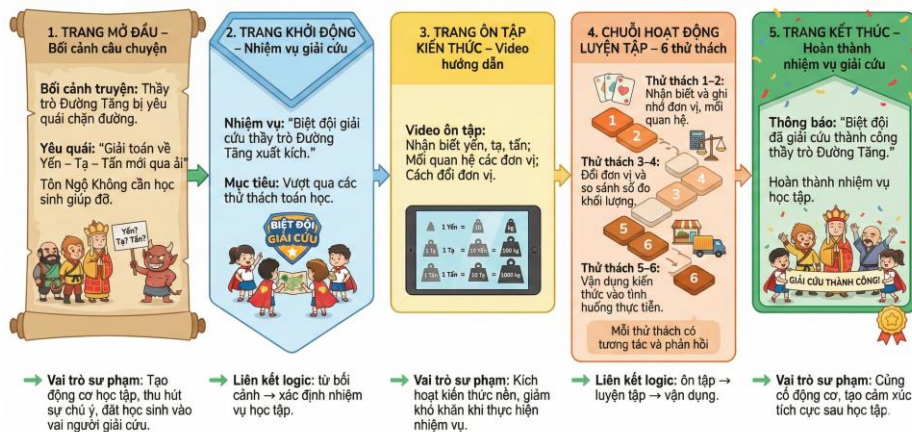 1. TRANG MỞ ĐẦU –
Bối cảnh câu chuyện
Bối cảnh truyện: Thầy
trò Đường Tăng bị yêu
quái chặn đường.
Yêu quái: "Giải toán về
Yến – Tạ – Tấn mới qua ải"
Tôn Ngộ Không cần học
sinh giúp đỡ.
Yến?
Tạ? Tấn?
Vai trò sư phạm: Tạo
động cơ học tập, thu hút
sự chú ý, đặt học sinh vào
vai người giải cứu.
2. TRANG KHỞI ĐỘNG
– Nhiệm vụ giải cứu
Nhiệm vụ: "Biệt đội giải
cứu thầy trò Đường
Tăng xuất kích."
Mục tiêu: Vượt qua các
thử thách toán học.
BIỆT ĐỘI
GIẢI CỨU
Liên kết logic: từ bối
cảnh → xác định nhiệm
vụ học tập.
3. TRANG ÔN TẬP
KIẾN THỨC – Video
hướng dẫn
Video ôn tập:
Nhận biết yến, tạ, tấn;
Mối quan hệ các đơn vị;
Cách đổi đơn vị.
1 Yến = 10 kg
1 Tạ 1 Tạ = 10 Yến = 100 kg
1 Tấn 1 Tấn = 10 Tạ = 1000 kg
Vai trò sư phạm: Kích
hoạt kiến thức nền, giảm
khó khăn khi thực hiện
nhiệm vụ.
4. CHUỖI HOẠT ĐỘNG
LUYỆN TẬP – 6 thử thách
Thử thách 1–2:
Nhận biết và ghi
nhớ đơn vị, mối
quan hệ.
1
2
Thử thách 3–4:
Đổi đơn vị và
so sánh số đo
khối lượng.
4
3
5
6
6
Thử thách 5–6:
Vận dụng kiến
thức vào tình
huống thực tiễn.
Mỗi thử thách có
tương tác và phản hồi
Liên kết logic: ôn tập →
luyện tập → vận dụng.
5. TRANG KẾT THÚC –
Hoàn thành
nhiệm vụ giải cứu
Thông báo: "Biệt đội
đã giải cứu thành công
thầy trò Đường Tăng."
Hoàn thành nhiệm vụ
học tập.
GIẢI CỨU THÀNH CÔNG!
Vai trò sư phạm: Củng
cố động cơ, tạo cảm xúc
tích cực sau học tập.